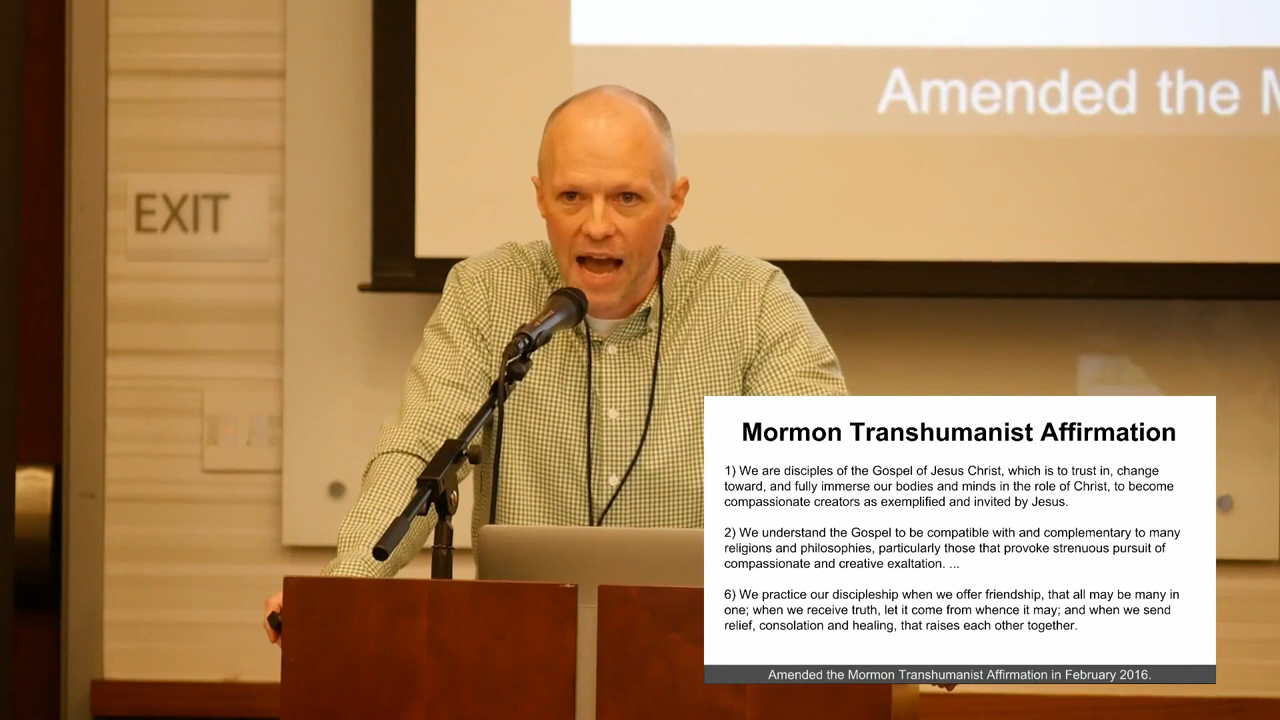 Amended the
EXIT
Mormon Transhumanist Affirmation
1) We are disciples of the Gospel of Jesus Christ, which is to trust in, change
toward, and fully immerse our bodies and minds in the role of Christ, to become
compassionate creators as exemplified and invited by Jesus.
2) We understand the Gospel to be compatible with and complementary to many
religions and philosophies, particularly those that provoke strenuous pursuit of
compassionate and creative exaltation. ...
6) We practice our discipleship when we offer friendship, that all may be many in
one; when we receive truth, let it come from whence it may; and when we send
relief, consolation and healing, that raises each other together.
Amended the Mormon Transhumanist Affirmation in February 2016.